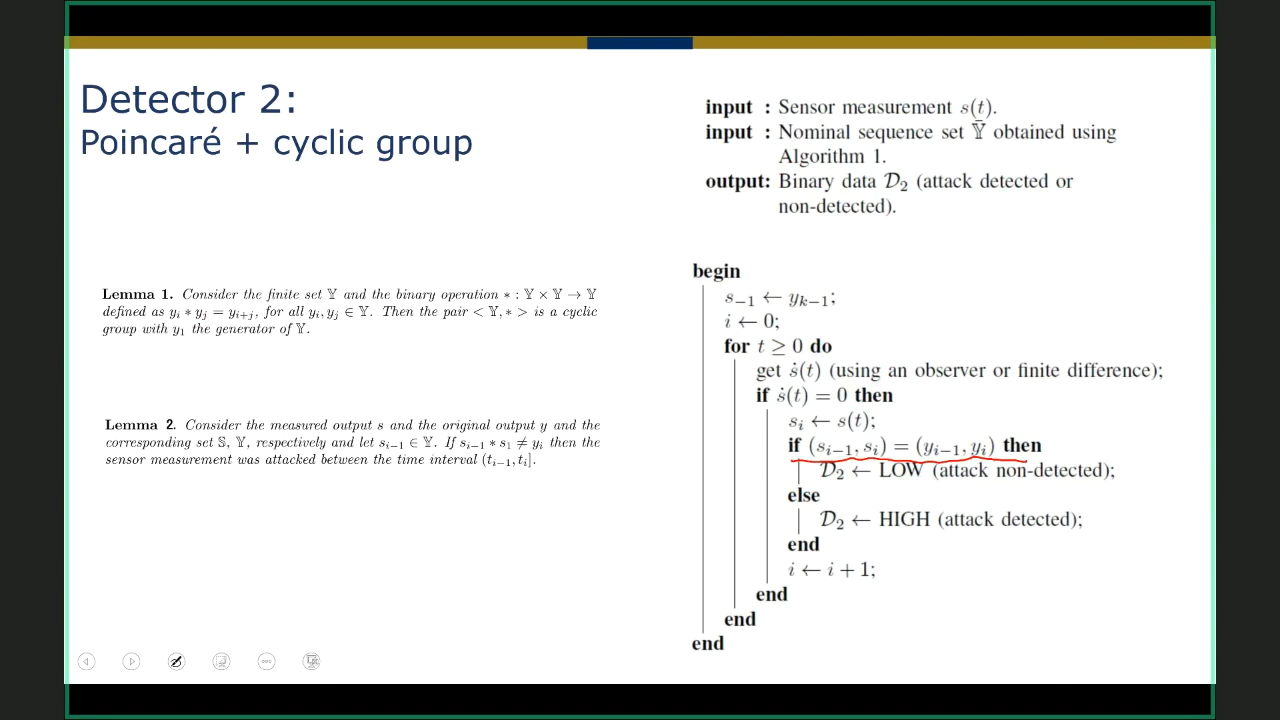 Detector 2:
Poincaré + cyclic group
Lemma 1. Consider the finite set 𝕐 and the binary operation * : 𝕐 × 𝕐 → 𝕐
defined as yᵢ * yⱼ = yᵢ₊ⱼ, for all yᵢ, yⱼ ∈ 𝕐. Then the pair < 𝕐, * > is a cyclic
group with y₁ the generator of 𝕐.
Lemma 2. Consider the measured output s and the original output y and the
corresponding set 𝕊, 𝕐, respectively and let sᵢ₋₁ ∈ 𝕐. If sᵢ₋₁ * s₁ ≠ yᵢ then the
sensor measurement was attacked between the time interval (tᵢ₋₁, tᵢ].
input : Sensor measurement s(t).
input : Nominal sequence set 𝕐̄ obtained using
Algorithm 1.
output: Binary data 𝒟₂ (attack detected or
non-detected).
begin
s₋₁ ← yₖ₋₁;
i ← 0;
for t ≥ 0 do
get ṡ(t) (using an observer or finite difference);
if ṡ(t) = 0 then
sᵢ ← s(t);
if (sᵢ₋₁, sᵢ) = (yᵢ₋₁, yᵢ) then
𝒟₂ ← LOW (attack non-detected);
else
𝒟₂ ← HIGH (attack detected);
end
i ← i + 1;
end
end
end